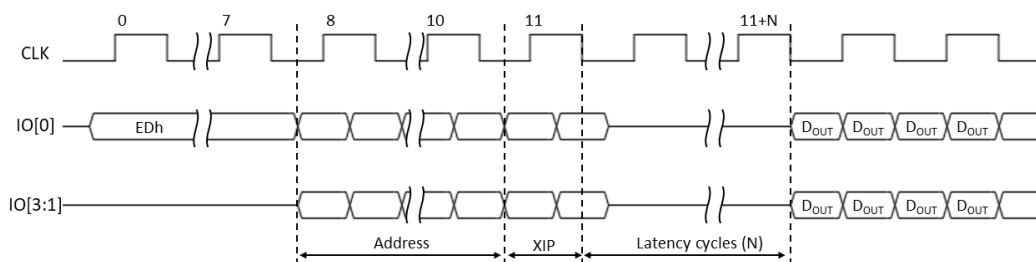 0 7 8 10 11 11+N
CLK
IO[0] EDh DOUT DOUT DOUT DOUT
IO[3:1] DOUT DOUT DOUT DOUT
Address XIP Latency cycles (N)